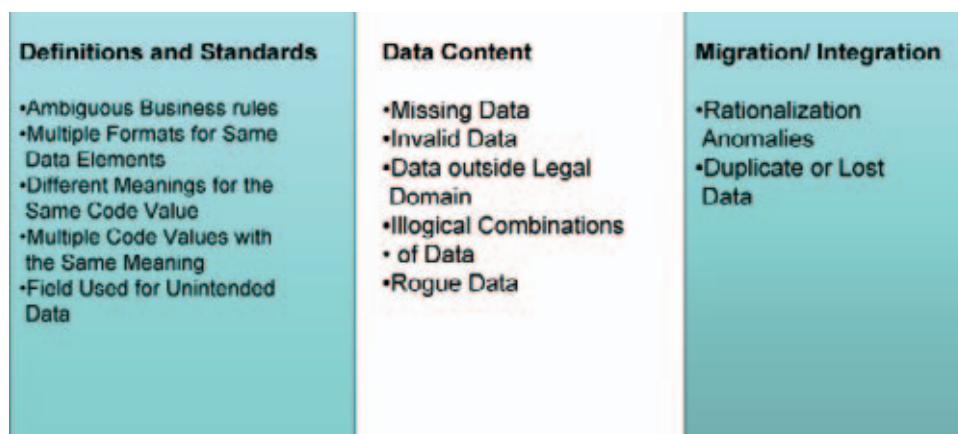 Definitions and Standards
•Ambiguous Business rules
•Multiple Formats for Same
Data Elements
•Different Meanings for the
Same Code Value
•Multiple Code Values with
the Same Meaning
•Field Used for Unintended
Data
Data Content
•Missing Data
•Invalid Data
•Data outside Legal
Domain
•Illogical Combinations
• of Data
•Rogue Data
Migration/ Integration
•Rationalization
Anomalies
•Duplicate or Lost
Data